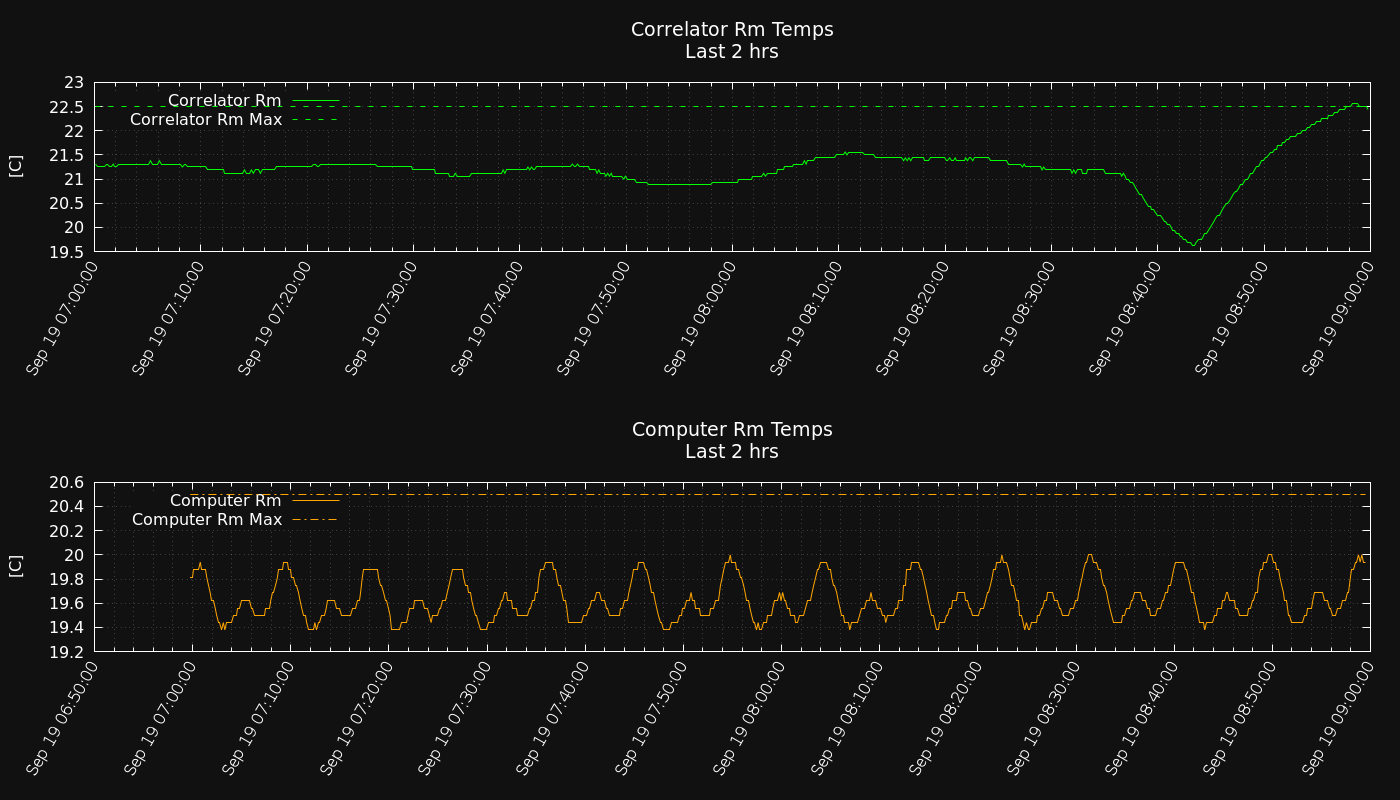 Correlator Rm Temps
Last 2 hrs
23
22.5
22
21.5
21
20.5
20
19.5
[C]
Correlator Rm
Correlator Rm Max
Sep 19 07:00:00
Sep 19 07:10:00
Sep 19 07:20:00
Sep 19 07:30:00
Sep 19 07:40:00
Sep 19 07:50:00
Sep 19 08:00:00
Sep 19 08:10:00
Sep 19 08:20:00
Sep 19 08:30:00
Sep 19 08:40:00
Sep 19 08:50:00
Sep 19 09:00:00
Computer Rm Temps
Last 2 hrs
20.6
20.4
20.2
20
19.8
19.6
19.4
19.2
[C]
Computer Rm
Computer Rm Max
Sep 19 06:50:00
Sep 19 07:00:00
Sep 19 07:10:00
Sep 19 07:20:00
Sep 19 07:30:00
Sep 19 07:40:00
Sep 19 07:50:00
Sep 19 08:00:00
Sep 19 08:10:00
Sep 19 08:20:00
Sep 19 08:30:00
Sep 19 08:40:00
Sep 19 08:50:00
Sep 19 09:00:00